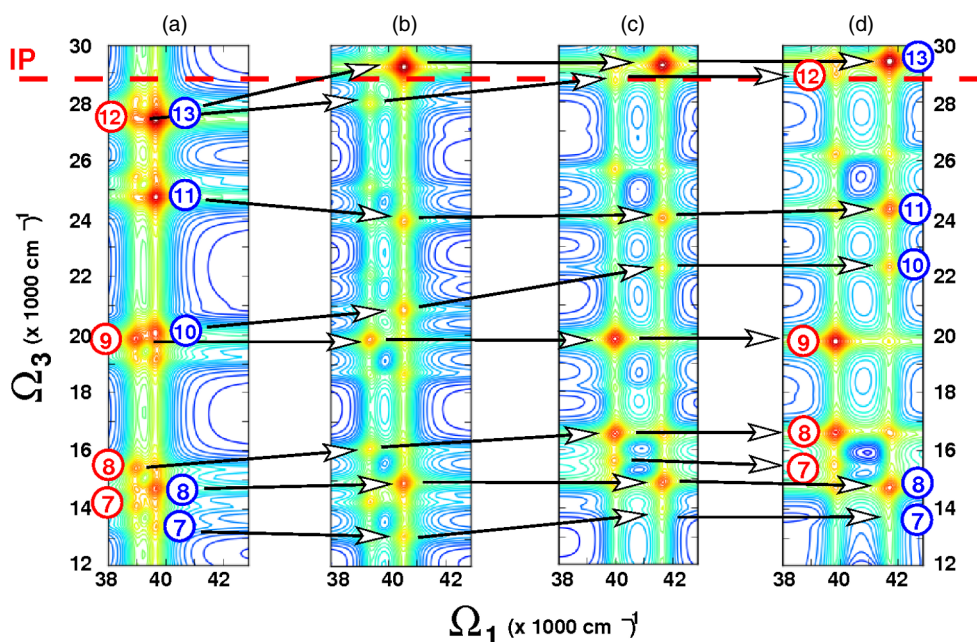 (a) (b) (c) (d)
IP
30 30
28 28
26 26
24 24
22 22
20 20
18 18
16 16
14 14
12 12
12 13 13 12
11 11
10 10
9 9
8 8
7 7
8 8
7 7
Ω3 (x 1000 cm⁻¹)
38 40 42 38 40 42 38 40 42 38 40 42
Ω1 (x 1000 cm⁻¹)